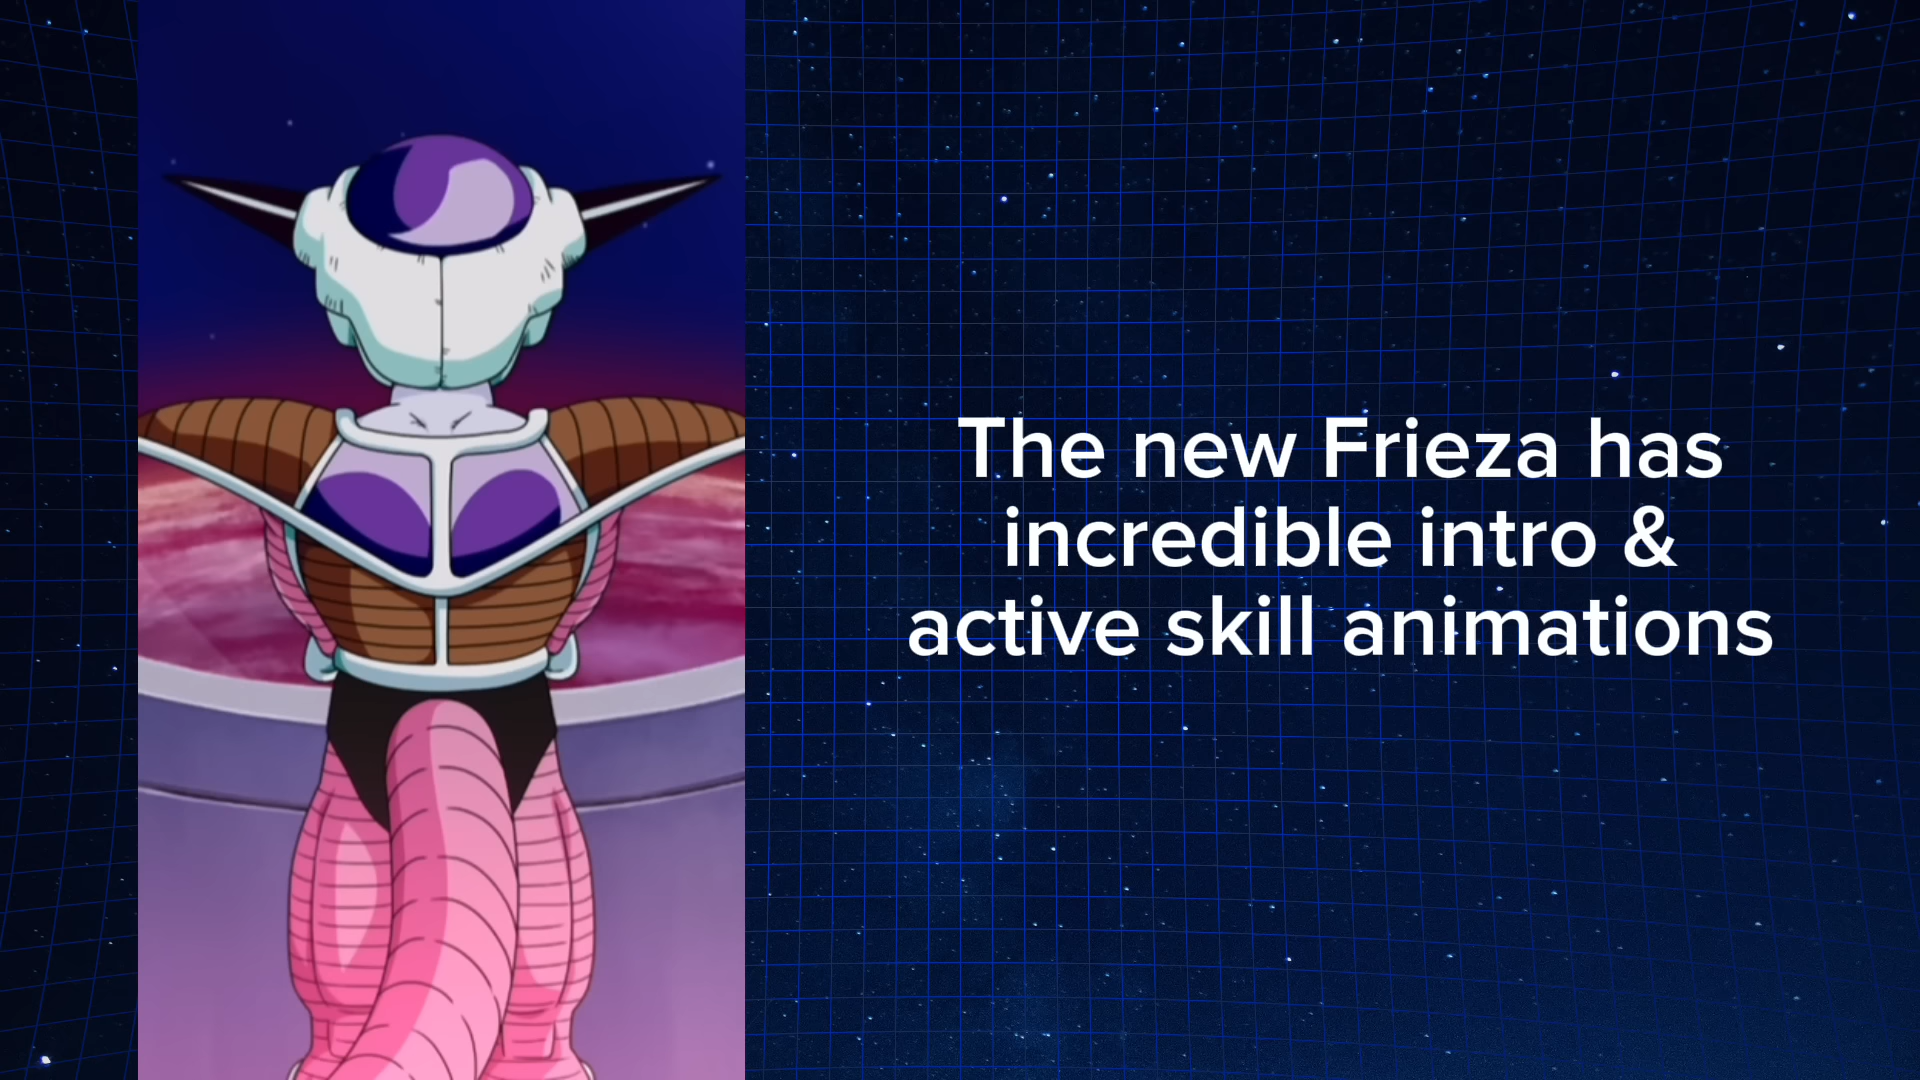 The new Frieza has
incredible intro &
active skill animations